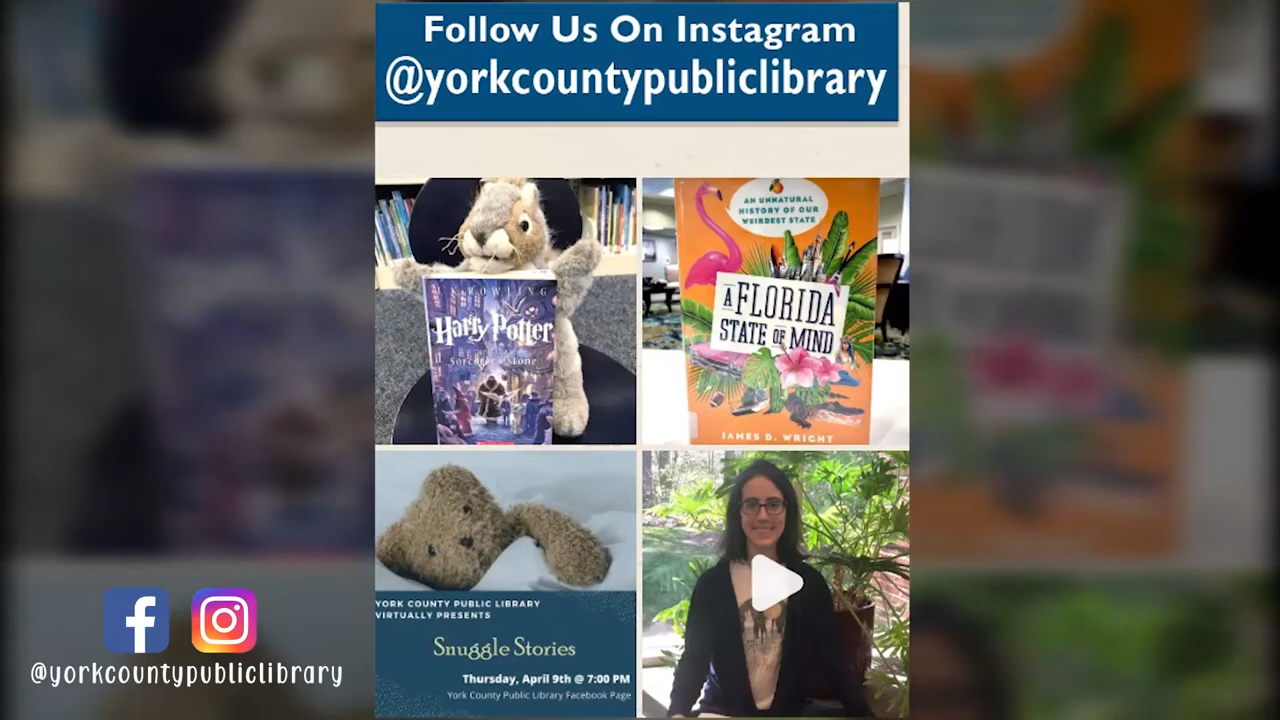 Follow Us On Instagram
@yorkcountypubliclibrary
J.K. ROWLING
Harry Potter
Sorcerer's Stone
AN UNNATURAL
HISTORY OF OUR
WEIRDEST STATE
A FLORIDA
STATE OF MIND
JAMES D. WRIGHT
YORK COUNTY PUBLIC LIBRARY
VIRTUALLY PRESENTS
Snuggle Stories
Thursday, April 9th @ 7:00 PM
York County Public Library Facebook Page
f
@yorkcountypubliclibrary